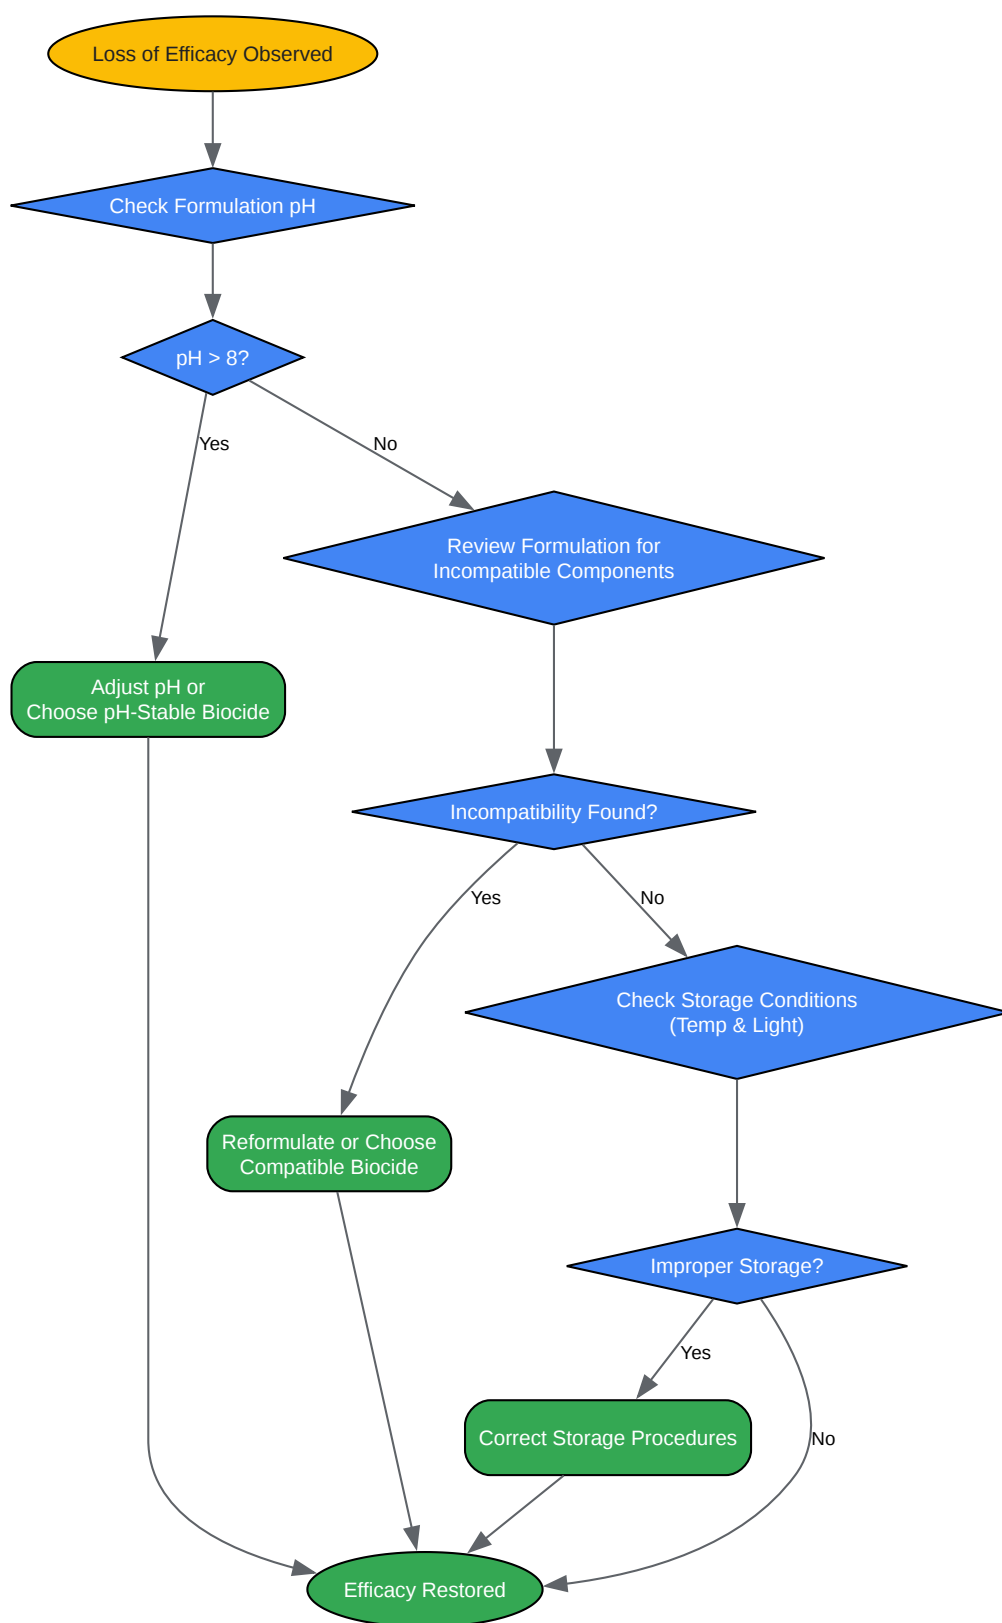 Loss of Efficacy Observed
Check Formulation pH
pH > 8?
Yes
No
Review Formulation for
Incompatible Components
Adjust pH or
Choose pH-Stable Biocide
Incompatibility Found?
Yes
No
Check Storage Conditions
(Temp & Light)
Reformulate or Choose
Compatible Biocide
Improper Storage?
Yes
Correct Storage Procedures
No
Efficacy Restored